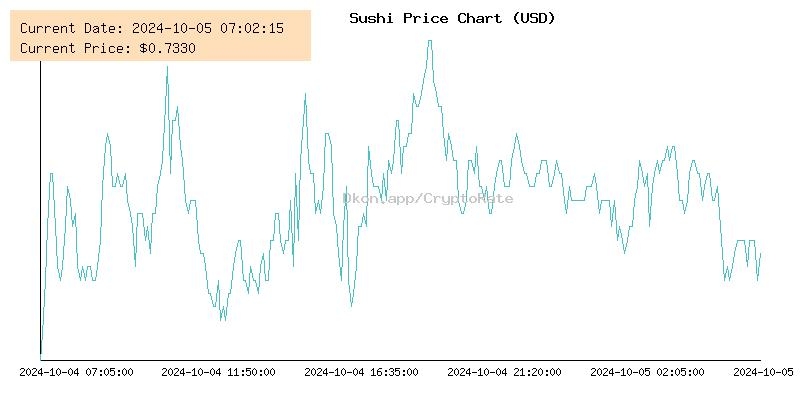 Sushi Price Chart (USD)
Current Date: 2024-10-05 07:02:15
Current Price: $0.7330
Dkon.app/CryptoRate
2024-10-04 07:05:00 2024-10-04 11:50:00 2024-10-04 16:35:00 2024-10-04 21:20:00 2024-10-05 02:05:00 2024-10-05